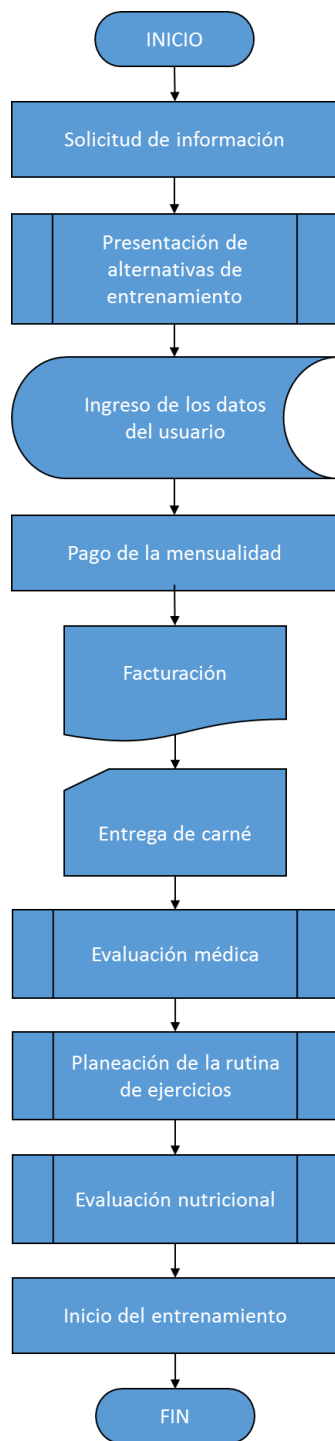 INICIO
Solicitud de información
Presentación de
alternativas de
entrenamiento
Ingreso de los datos
del usuario
Pago de la mensualidad
Facturación
Entrega de carné
Evaluación médica
Planeación de la rutina
de ejercicios
Evaluación nutricional
Inicio del entrenamiento
FIN